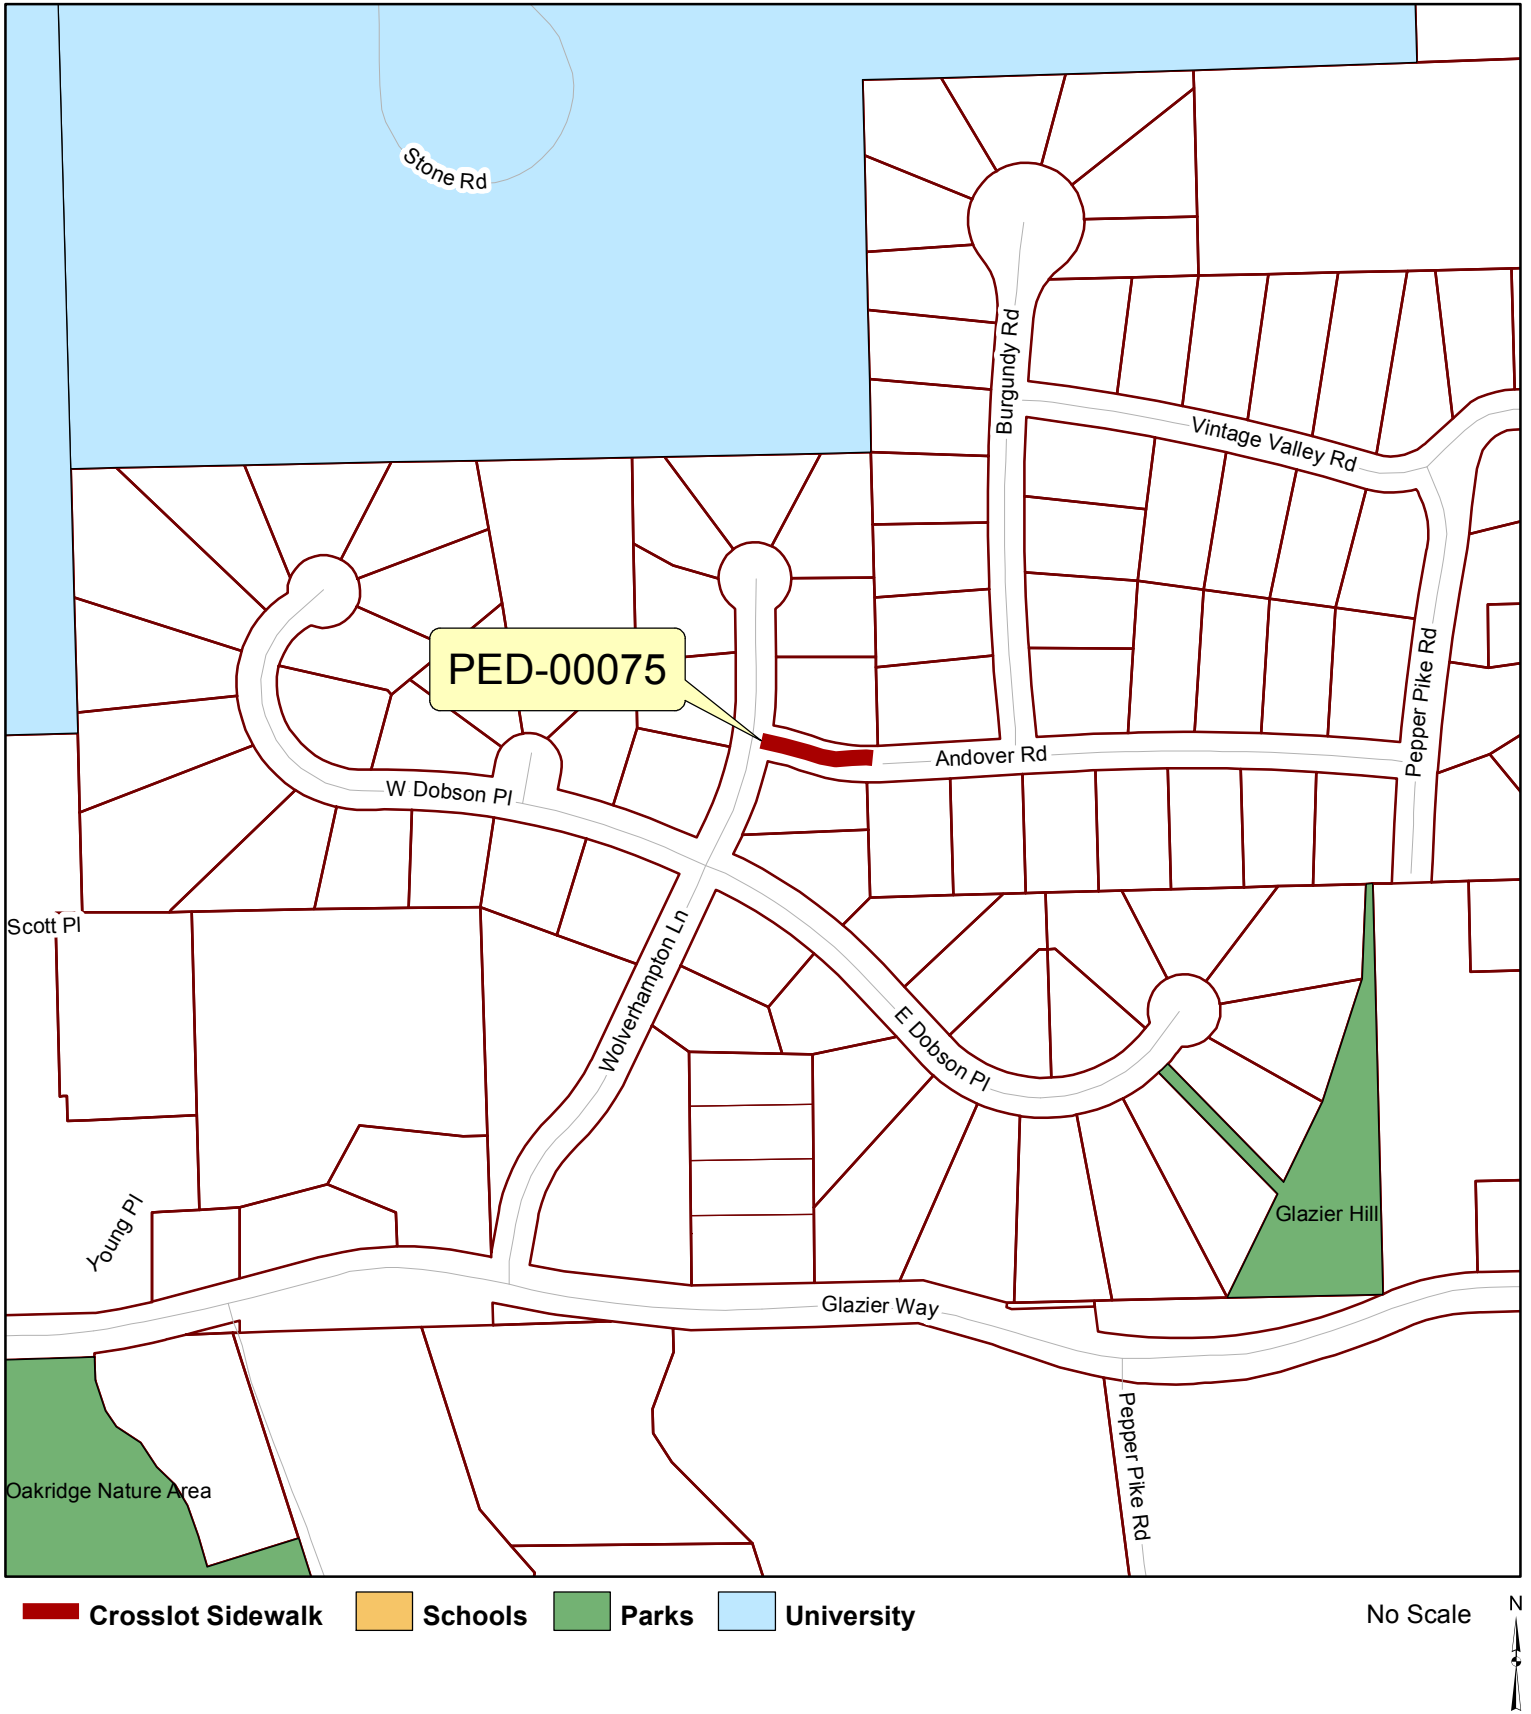 Stone Rd
Burgundy Rd
Vintage Valley Rd
PED-00075
Pepper Pike Rd
Andover Rd
W Dobson Pl
Scott Pl
Wolverhampton Ln
E Dobson Pl
Young Pl
Glazier Hill
Glazier Way
Pepper Pike Rd
Oakridge Nature Area
Crosslot Sidewalk
Schools
Parks
University
No Scale
N